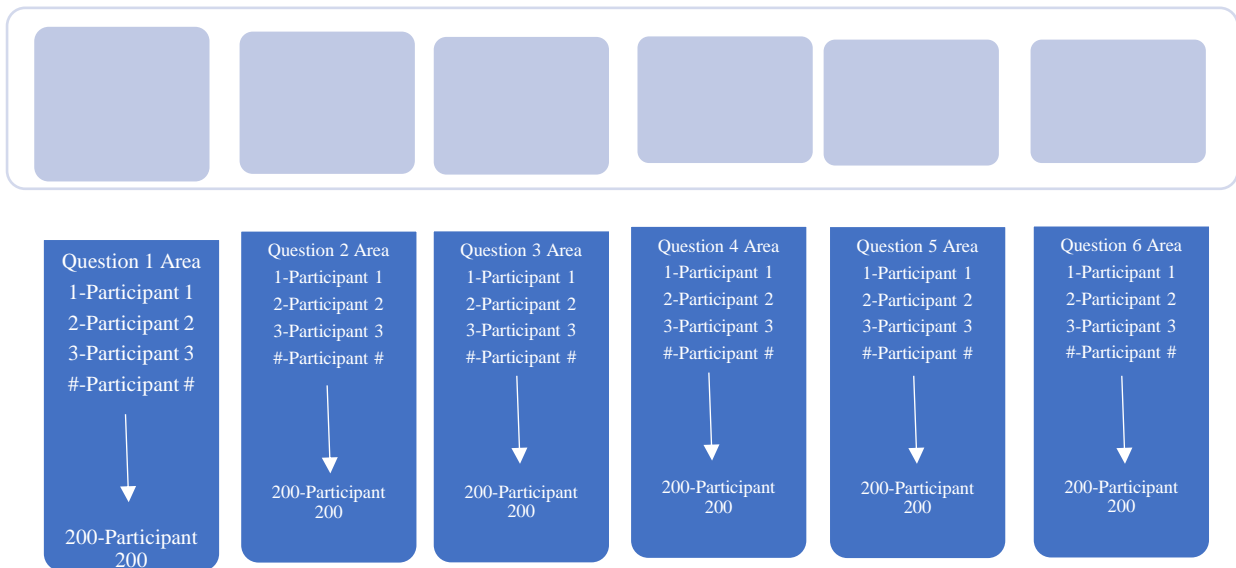 Question 1 Area
1-Participant 1
2-Participant 2
3-Participant 3
#-Participant #
200-Participant
200
Question 2 Area
1-Participant 1
2-Participant 2
3-Participant 3
#-Participant #
200-Participant
200
Question 3 Area
1-Participant 1
2-Participant 2
3-Participant 3
#-Participant #
200-Participant
200
Question 4 Area
1-Participant 1
2-Participant 2
3-Participant 3
#-Participant #
200-Participant
200
Question 5 Area
1-Participant 1
2-Participant 2
3-Participant 3
#-Participant #
200-Participant
200
Question 6 Area
1-Participant 1
2-Participant 2
3-Participant 3
#-Participant #
200-Participant
200